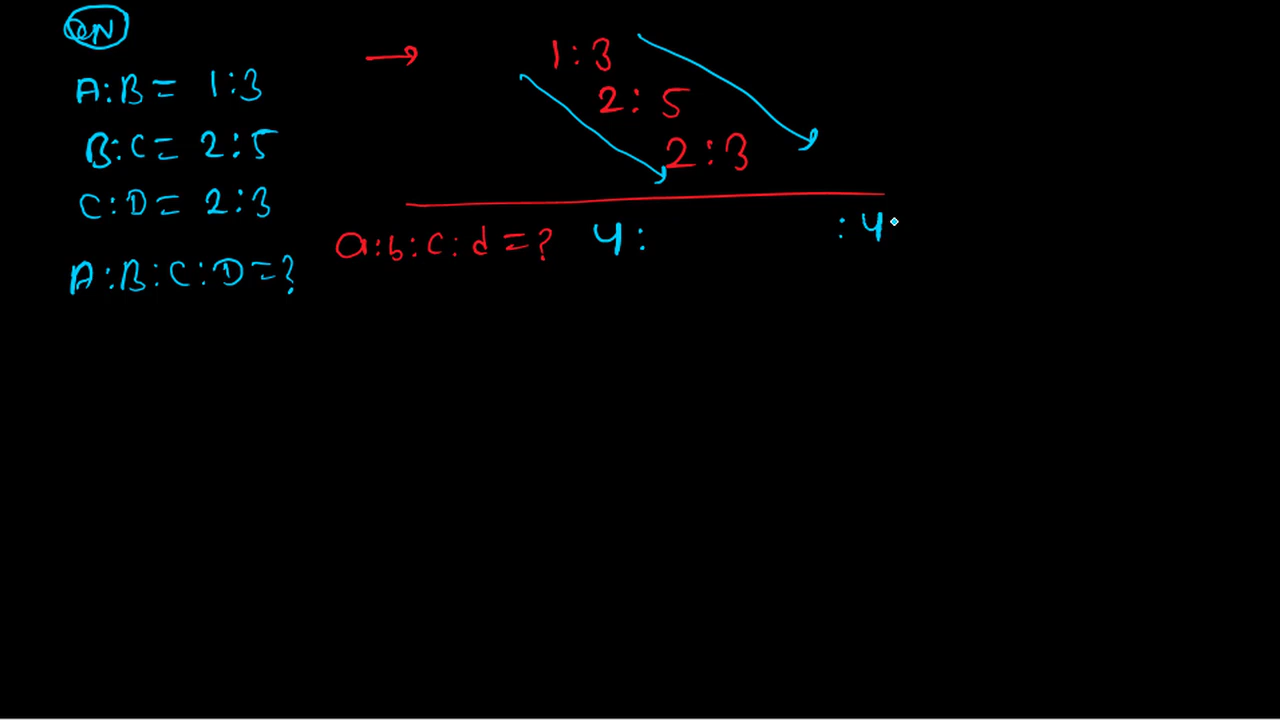 QN
A:B= 1:3
B:C= 2:5
C:D= 2:3
A:B:C:D=?
→ 1:3
2:5
2:3
a:b:c:d=? 4: :4